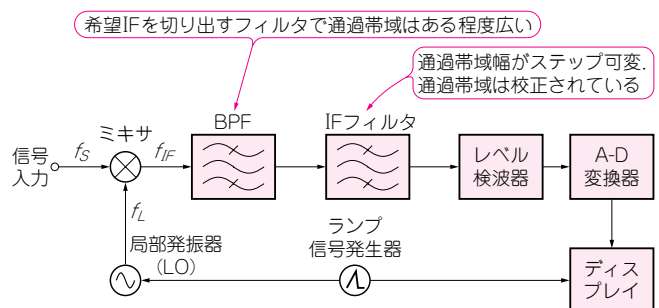 希望IFを切り出すフィルタで通過帯域はある程度広い
通過帯域幅がステップ可変.
通過帯域は校正されている
ミキサ
BPF
IFフィルタ
信号
入力
fS
fIF
レベル
検波器
A-D
変換器
fL
局部発振器
(LO)
ランプ
信号発生器
ディス
プレイ